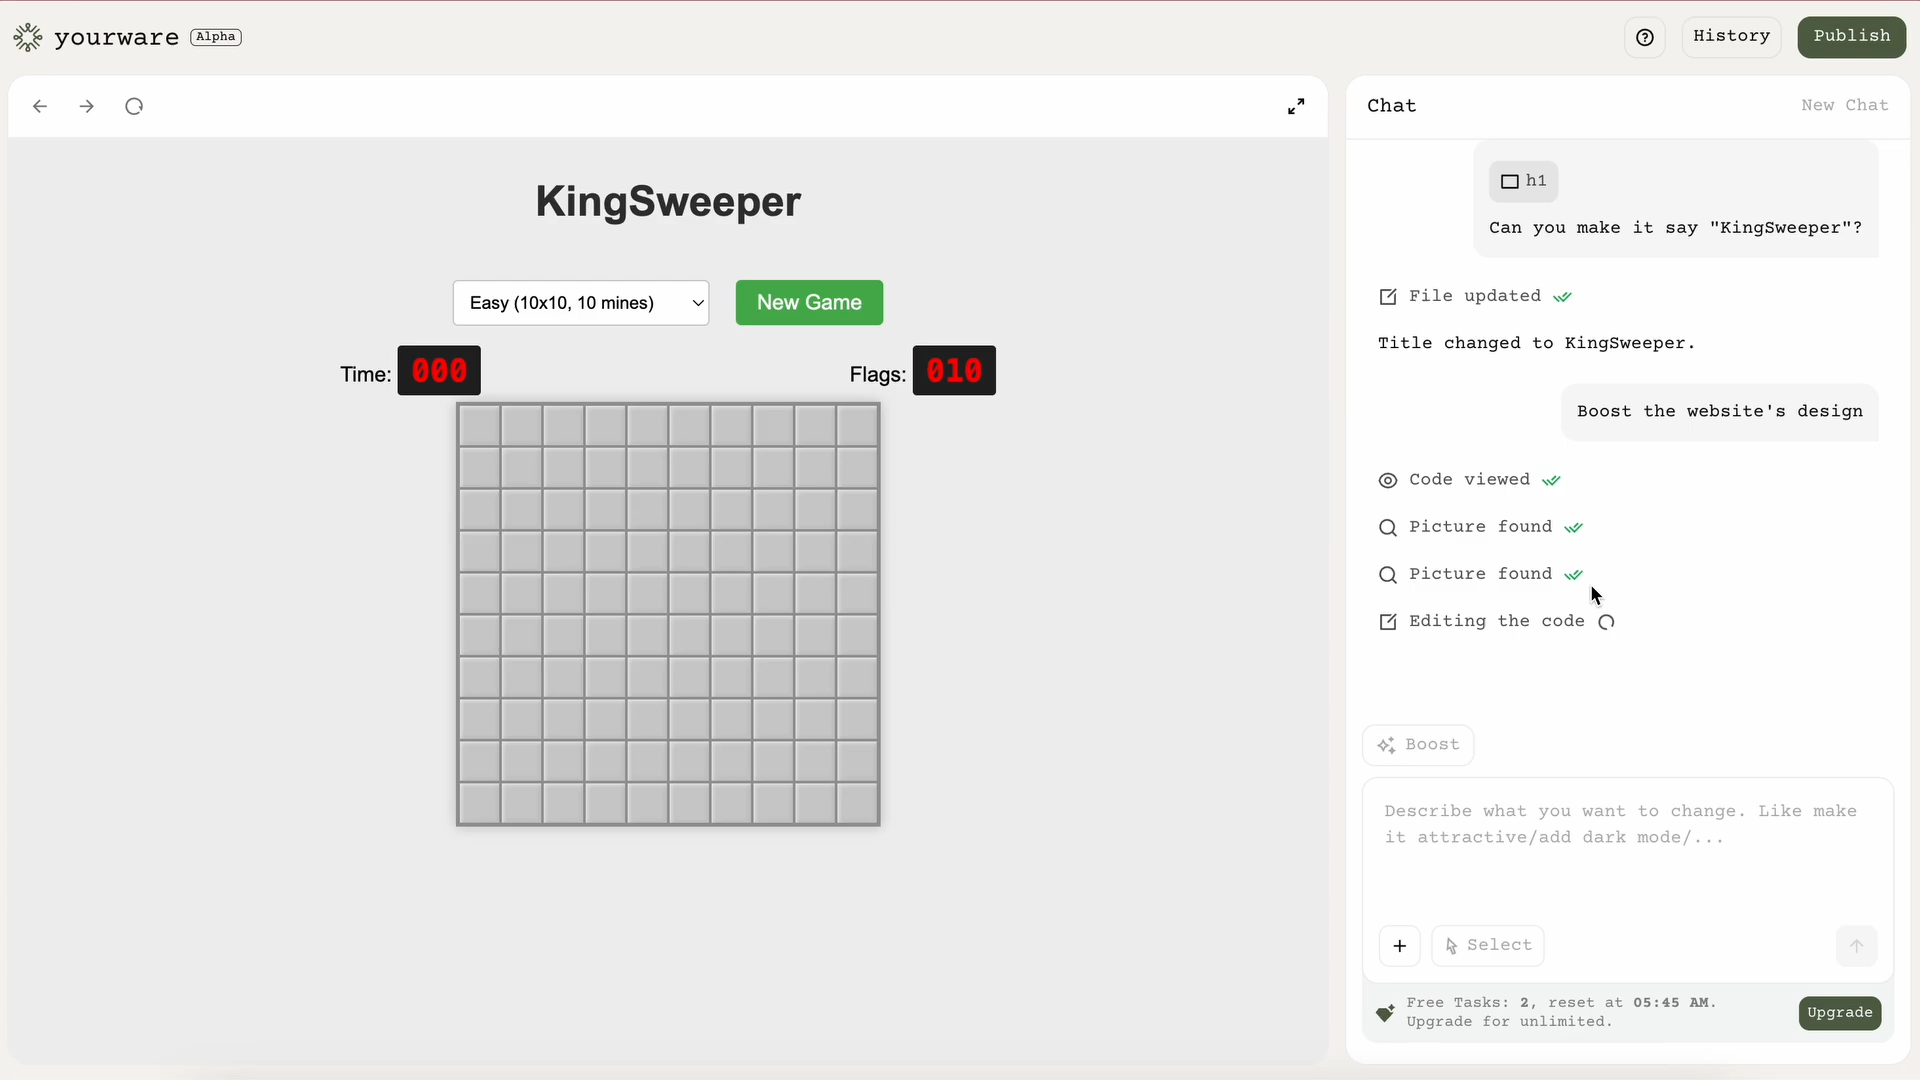 yourware Alpha
History
Publish
Chat
New Chat
KingSweeper
Easy (10x10, 10 mines)
New Game
Time: 000
Flags: 010
h1
Can you make it say "KingSweeper"?
File updated
Title changed to KingSweeper.
Boost the website's design
Code viewed
Picture found
Picture found
Editing the code
Boost
Describe what you want to change. Like make
it attractive/add dark mode/...
Select
Free Tasks: 2, reset at 05:45 AM.
Upgrade for unlimited.
Upgrade